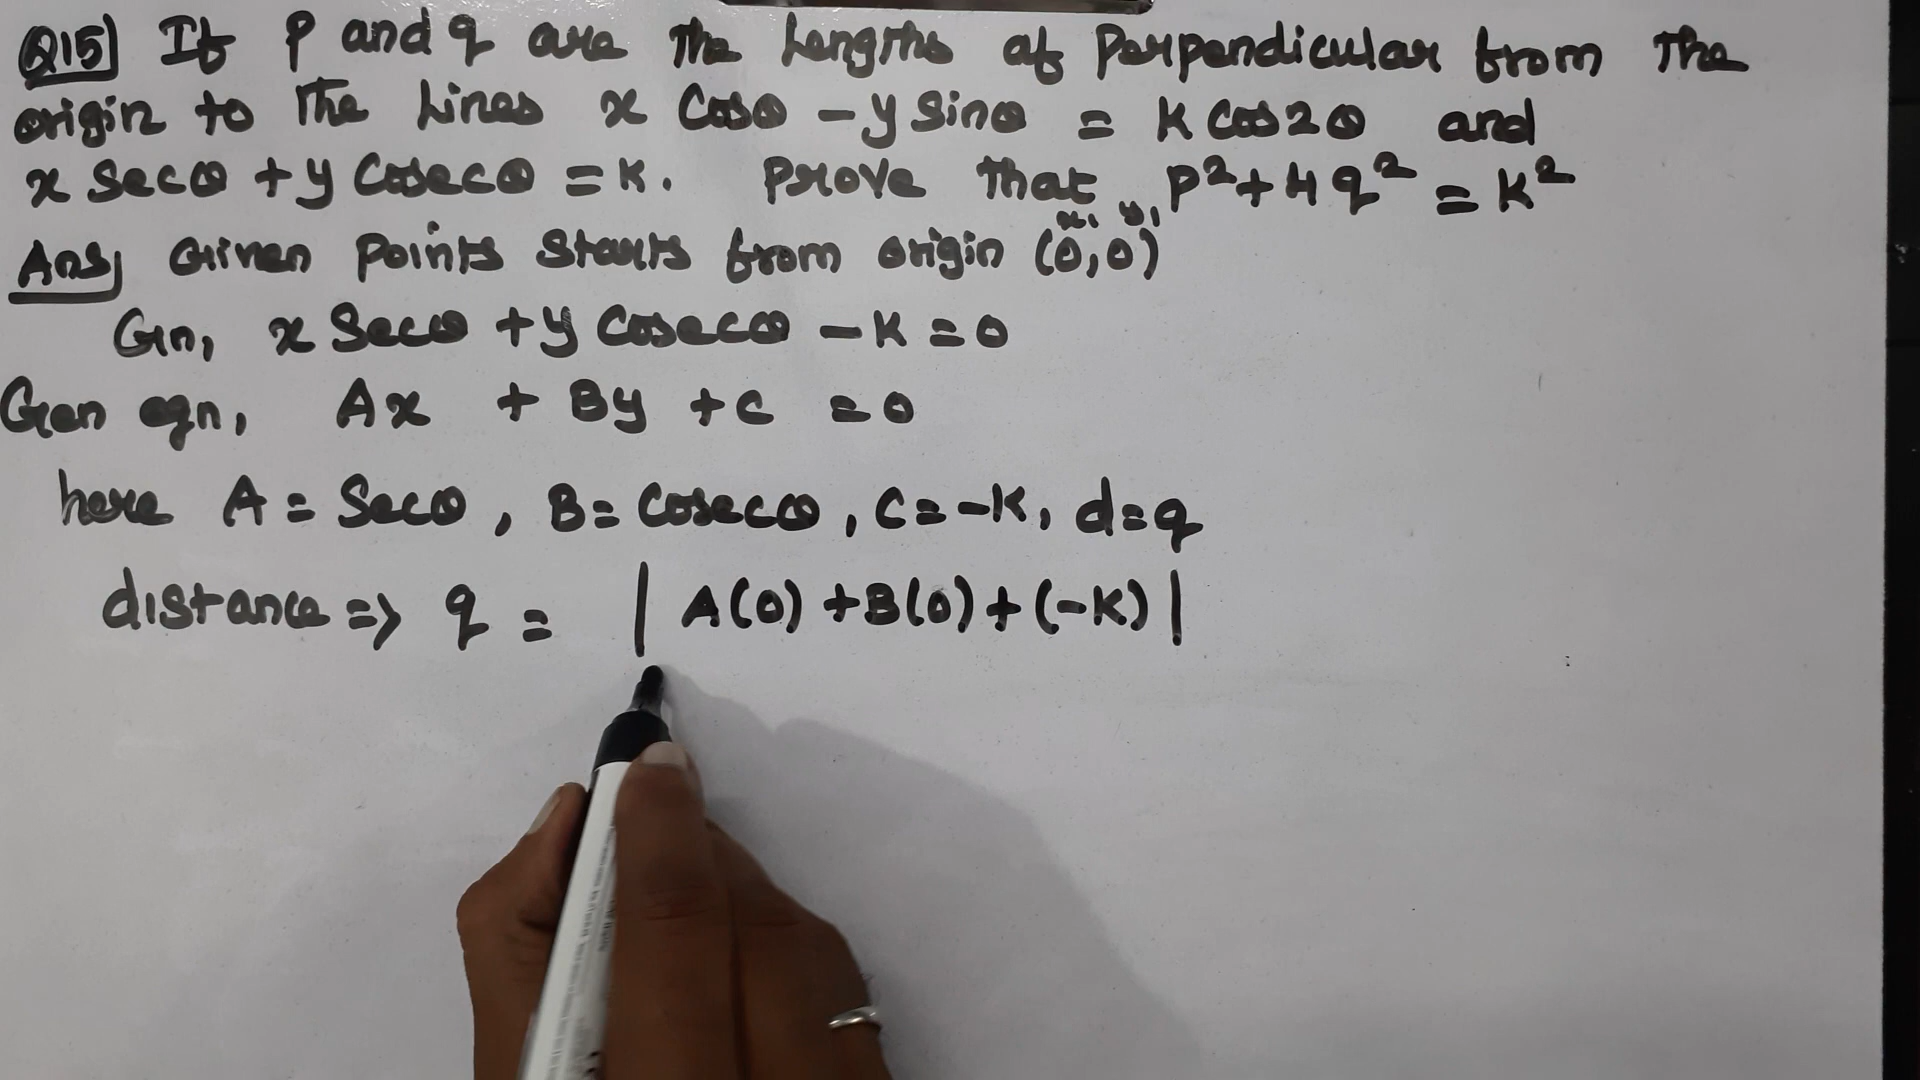 Q15) If P and q are The Lengths of Perpendicular from The
origin to The Lines x Cosθ - y Sinθ = K Cos2θ and
x Secθ + y Cosecθ = K. Prove That P² + 4q² = K²
x₁ y₁
Ans) Given Points Starts from origin (0,0)
Gn, x Secθ + y Cosecθ - K = 0
Gen eqn, Ax + By + C = 0
here A = Secθ, B = Cosecθ, C = -K, d = q
distance => q = | A(0) + B(0) + (-K) |